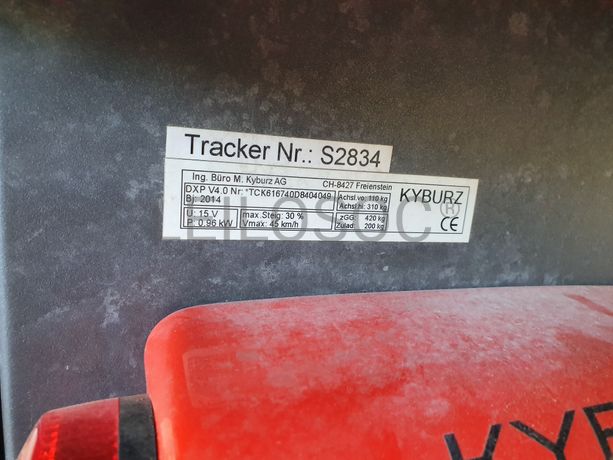 Tracker Nr.: S2834
Ing. Büro M. Kyburz AG CH-8427 Freienstein
DXP V4.0 Nr: *TCK616740D8404049
Bj: 2014
Achsl.vo: 110 kg
Achsl.hi: 310 kg
U: 15 V max.Steig: 30 % zGG: 420 kg
P: 0.96 kW Vmax: 45 km/h Zulad: 200 kg
KYBURZ
R
CE
LEILOSOC
KYB